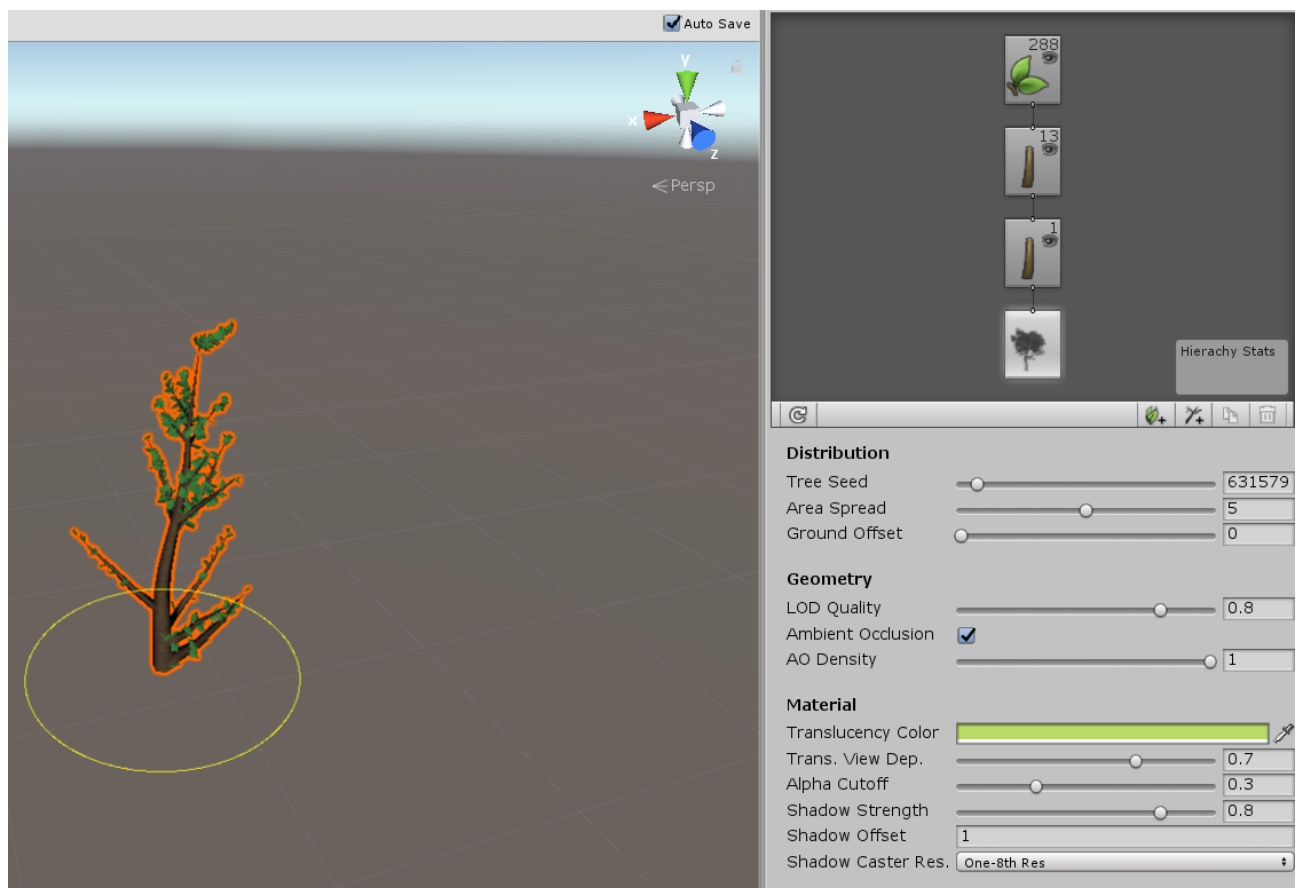 Auto Save
y
x
z
Persp
288
13
1
Hierachy Stats
Distribution
Tree Seed 631579
Area Spread 5
Ground Offset 0
Geometry
LOD Quality 0.8
Ambient Occlusion
AO Density 1
Material
Translucency Color
Trans. View Dep. 0.7
Alpha Cutoff 0.3
Shadow Strength 0.8
Shadow Offset 1
Shadow Caster Res. One-8th Res